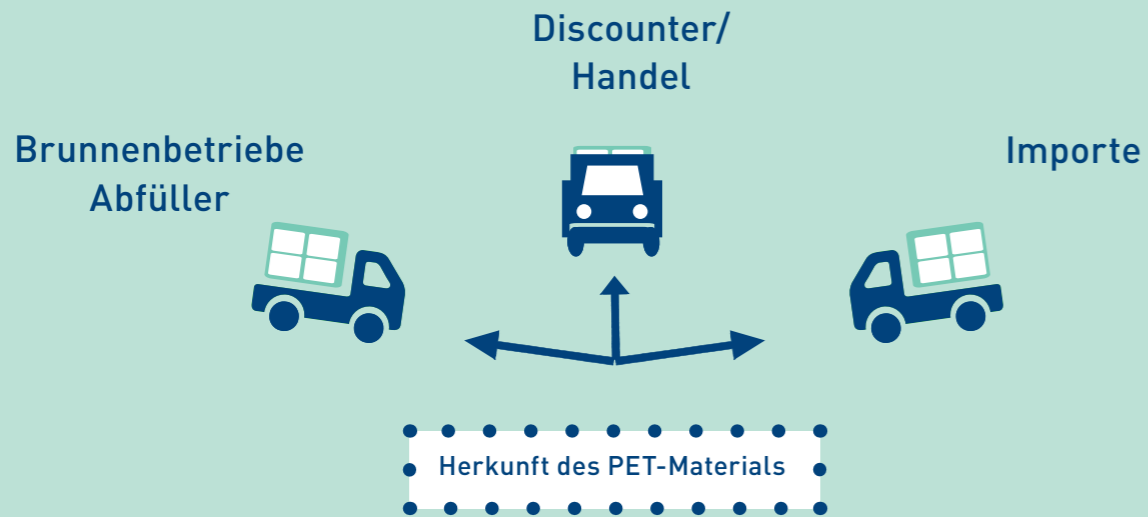 Discounter/
Handel
Brunnenbetriebe
Abfüller
Importe
Herkunft des PET-Materials